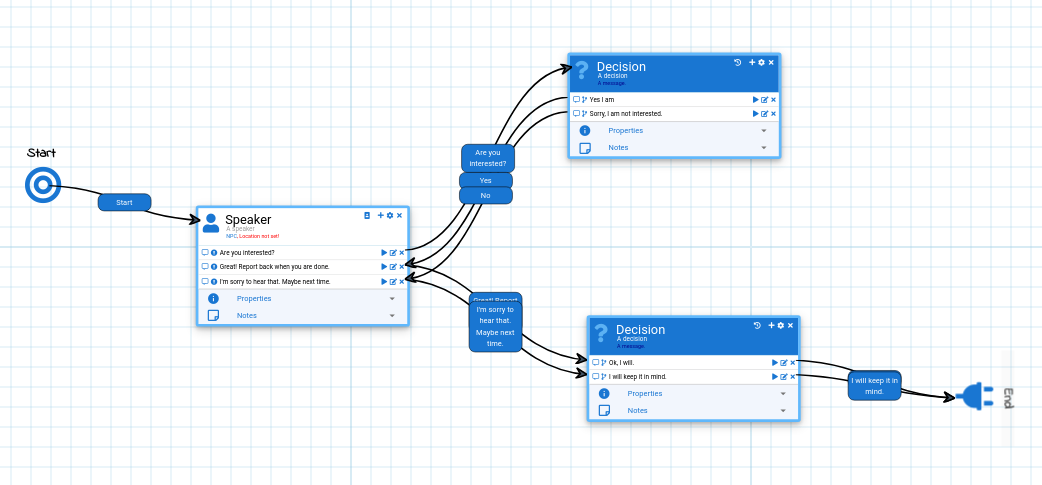 Start
Start
Speaker
A speaker
NPC, Location not set!
Are you interested?
Great! Report back when you are done.
I'm sorry to hear that. Maybe next time.
Properties
Notes
Are you
interested?
Yes
No
Decision
A decision
A message.
Yes I am
Sorry, I am not interested.
Properties
Notes
Great! Report
I'm sorry to
hear that.
Maybe next
time.
Decision
A decision
A message
Ok, I will.
I will keep it in mind.
Properties
Notes
I will keep it in
mind.
End